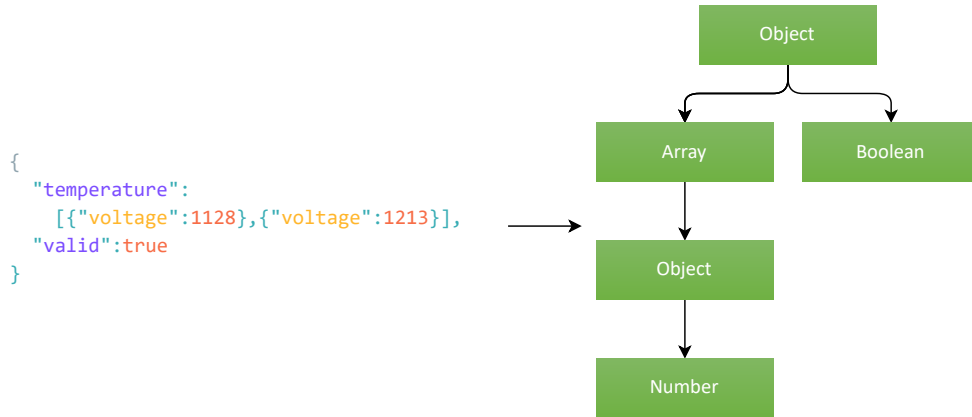 {
"temperature":
[{"voltage":1128},{"voltage":1213}],
"valid":true
}
Object
Array
Boolean
Object
Number